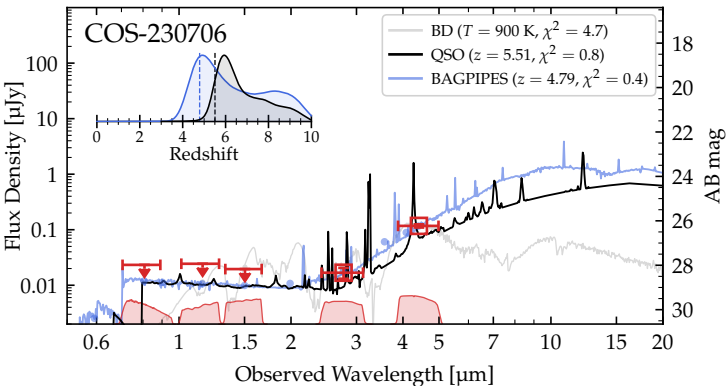 COS-230706
BD (T = 900 K, χ² = 4.7)
QSO (z = 5.51, χ² = 0.8)
BAGPIPES (z = 4.79, χ² = 0.4)
0 2 4 6 8 10
Redshift
100
10
1
0.1
0.01
Flux Density [µJy]
18
20
22
24
26
28
30
AB mag
0.6 1 2 3 4 5 10 15 20
Observed Wavelength [µm]